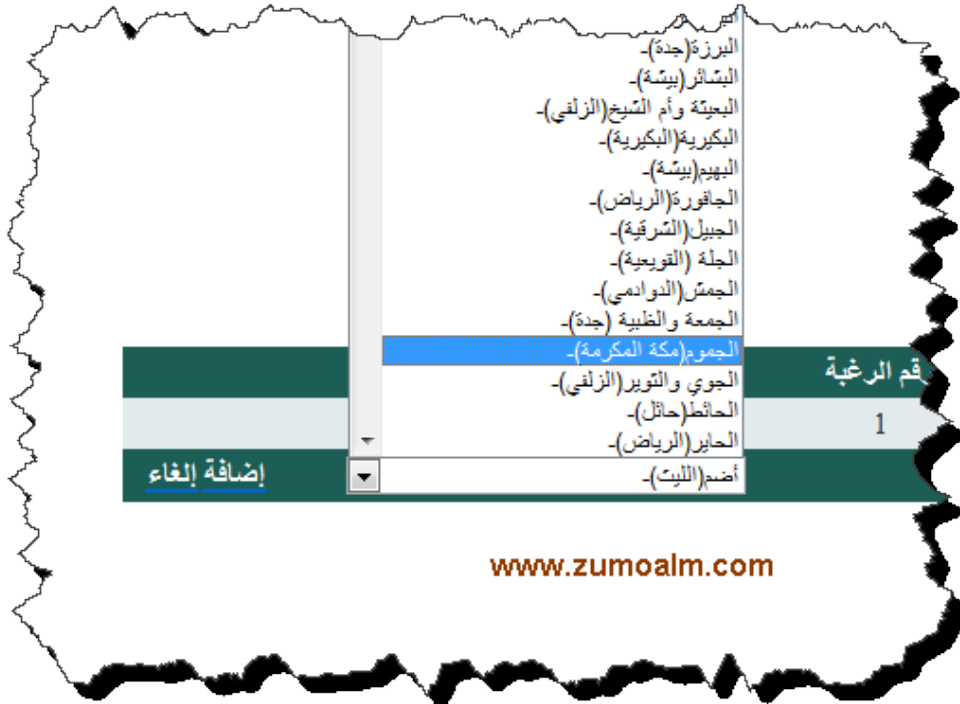 البرزة(جدة)-
البشائر(بيشة)-
البعيثة وأم الشيخ(الزلفي)-
البكيرية(البكيرية)-
البهيم(بيشة)-
الجافورة(الرياض)-
الجبيل(الشرقية)-
الجلة (القويعية)-
الجمش(الدوادمي)-
الجمعة والظبية (جدة)-
الجموم(مكة المكرمة)-
رقم الرغبة
الجوي والثوير(الزلفي)-
الحائط(حائل)-
1
الحاير(الرياض)-
أضم(الليث)-
إضافة إلغاء
www.zumoalm.com